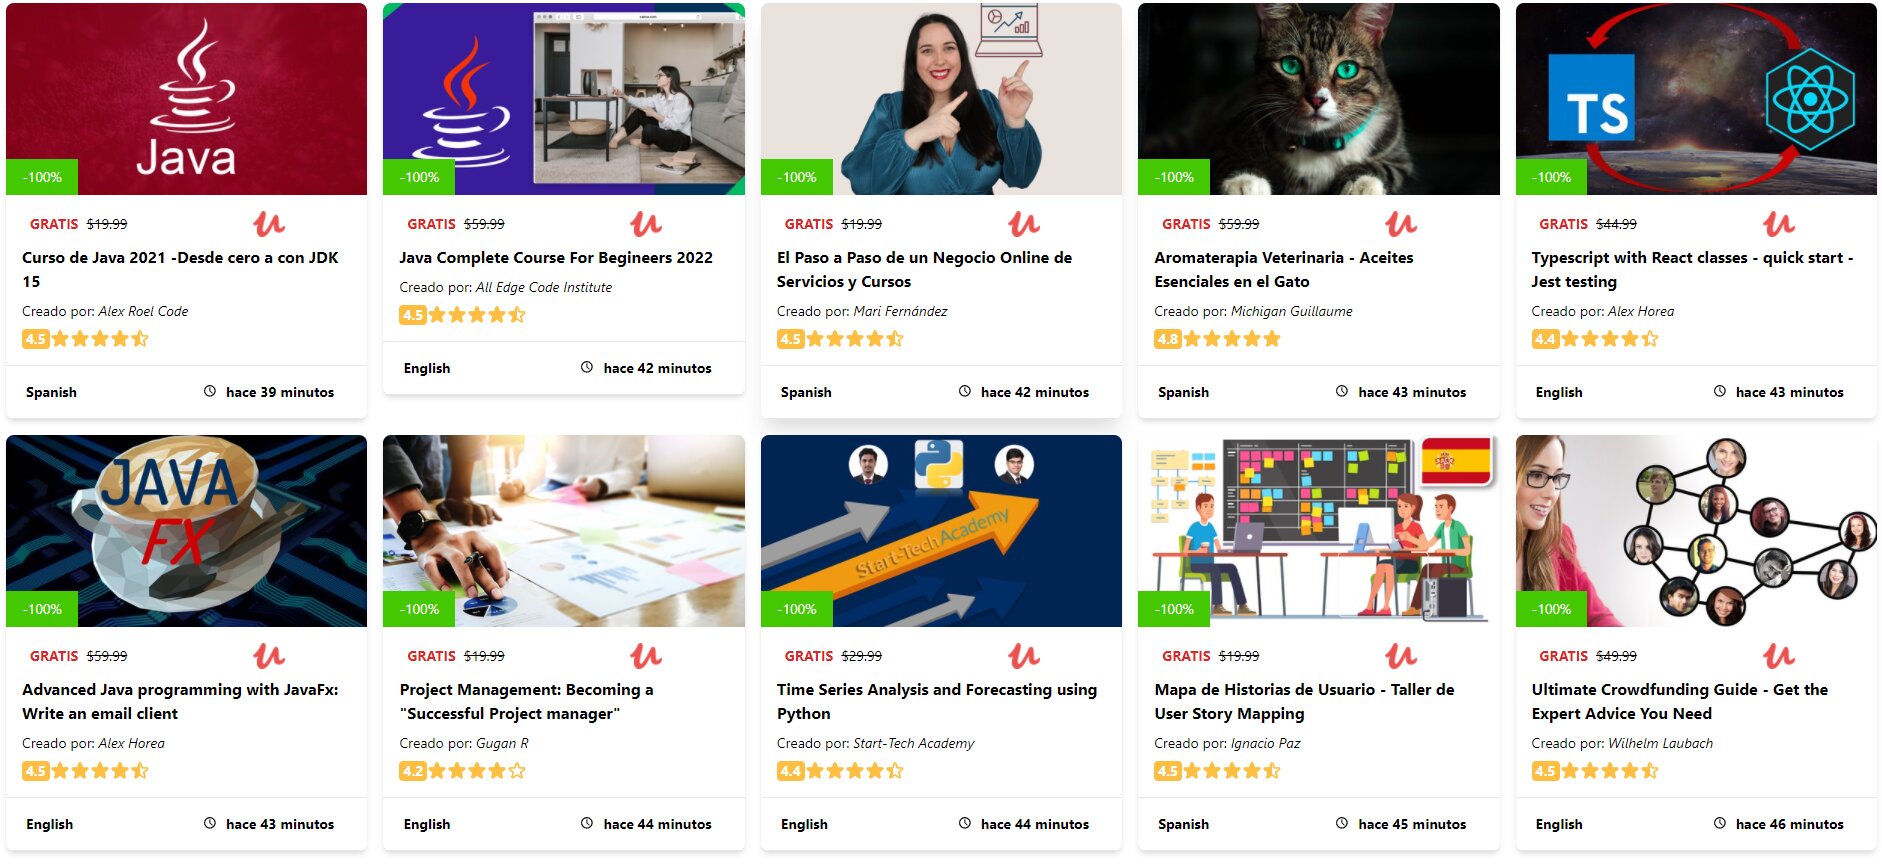 Java
-100%
GRATIS $19.99
Curso de Java 2021 -Desde cero a con JDK
15
Creado por: Alex Roel Code
4.5
Spanish
hace 39 minutos
-100%
GRATIS $59.99
Java Complete Course For Begineers 2022
Creado por: All Edge Code Institute
4.5
English
hace 42 minutos
-100%
GRATIS $19.99
El Paso a Paso de un Negocio Online de
Servicios y Cursos
Creado por: Mari Fernández
4.5
Spanish
hace 42 minutos
-100%
GRATIS $59.99
Aromaterapia Veterinaria - Aceites
Esenciales en el Gato
Creado por: Michigan Guillaume
4.8
Spanish
hace 43 minutos
TS
-100%
GRATIS $44.99
Typescript with React classes - quick start -
Jest testing
Creado por: Alex Horea
4.4
English
hace 43 minutos
JAVA
FX
-100%
GRATIS $59.99
Advanced Java programming with JavaFx:
Write an email client
Creado por: Alex Horea
4.5
English
hace 43 minutos
-100%
GRATIS $19.99
Project Management: Becoming a
"Successful Project manager"
Creado por: Gugan R
4.2
English
hace 44 minutos
Start-Tech Academy
-100%
GRATIS $29.99
Time Series Analysis and Forecasting using
Python
Creado por: Start-Tech Academy
4.4
English
hace 44 minutos
-100%
GRATIS $19.99
Mapa de Historias de Usuario - Taller de
User Story Mapping
Creado por: Ignacio Paz
4.5
Spanish
hace 45 minutos
-100%
GRATIS $49.99
Ultimate Crowdfunding Guide - Get the
Expert Advice You Need
Creado por: Wilhelm Laubach
4.5
English
hace 46 minutos